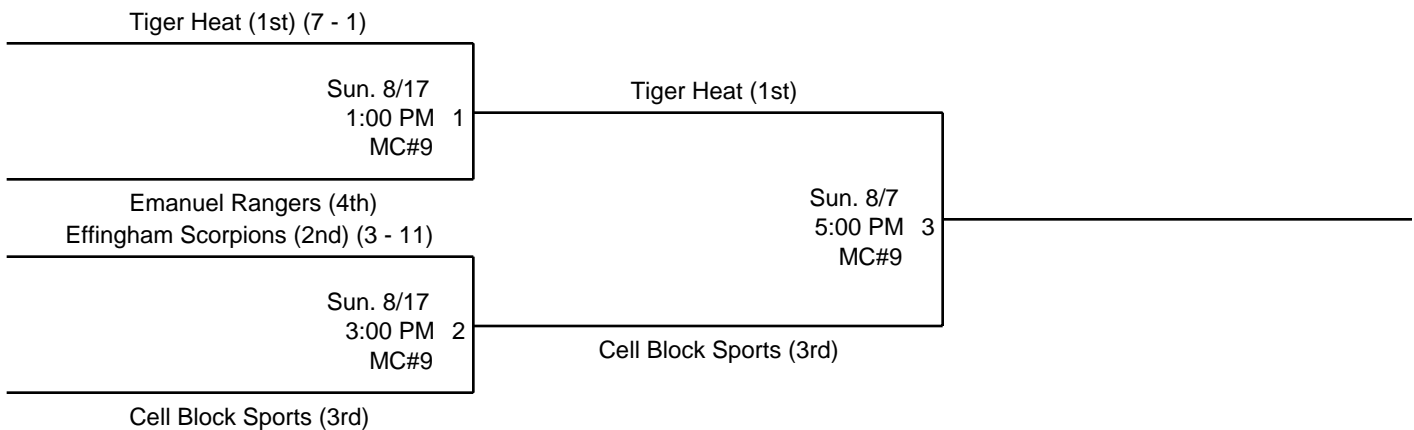 Tiger Heat (1st) (7 - 1)
Sun. 8/17
1:00 PM 1
MC#9
Emanuel Rangers (4th)
Effingham Scorpions (2nd) (3 - 11)
Sun. 8/17
3:00 PM 2
MC#9
Cell Block Sports (3rd)
Tiger Heat (1st)
Sun. 8/7
5:00 PM 3
MC#9
Cell Block Sports (3rd)